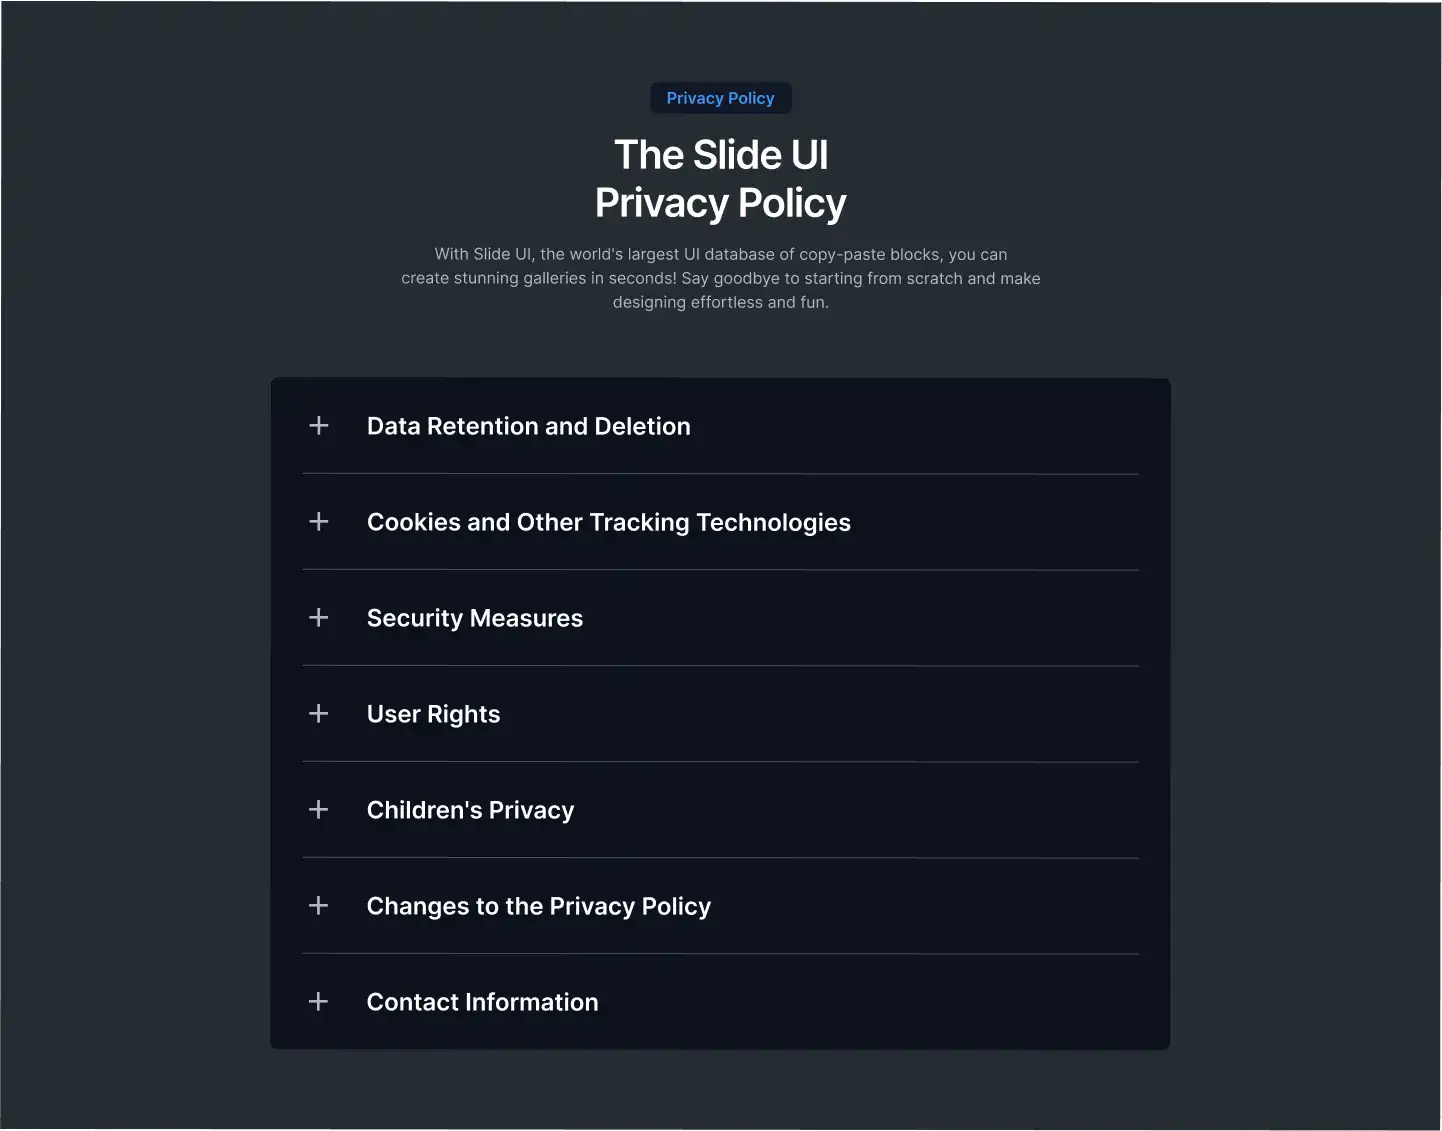 Privacy Policy
The Slide UI
Privacy Policy
With Slide UI, the world's largest UI database of copy-paste blocks, you can
create stunning galleries in seconds! Say goodbye to starting from scratch and make
designing effortless and fun.
Data Retention and Deletion
Cookies and Other Tracking Technologies
Security Measures
User Rights
Children's Privacy
Changes to the Privacy Policy
Contact Information